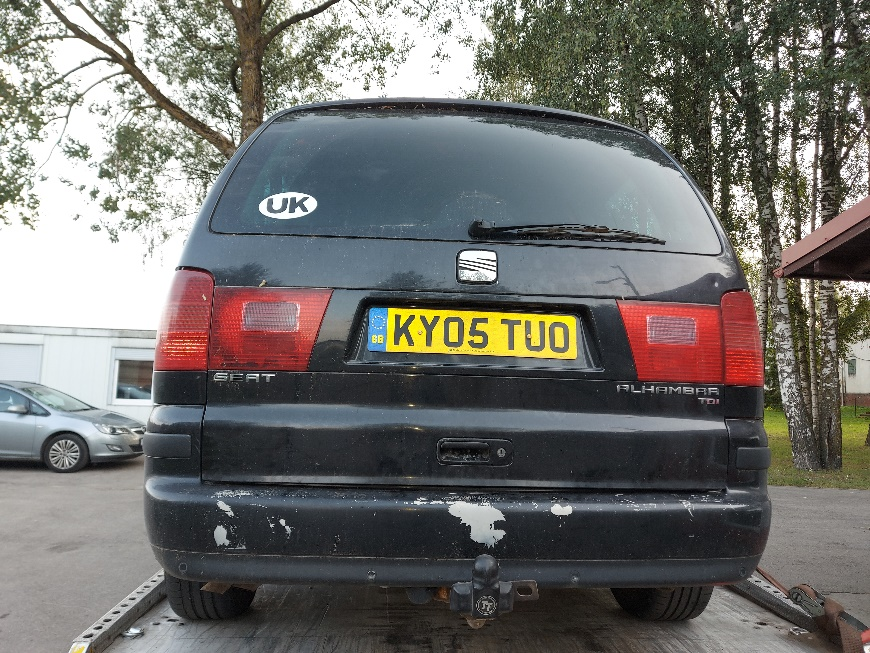 UK
GB
KY05 TUO
SEAT
ALHAMBRA
TDI